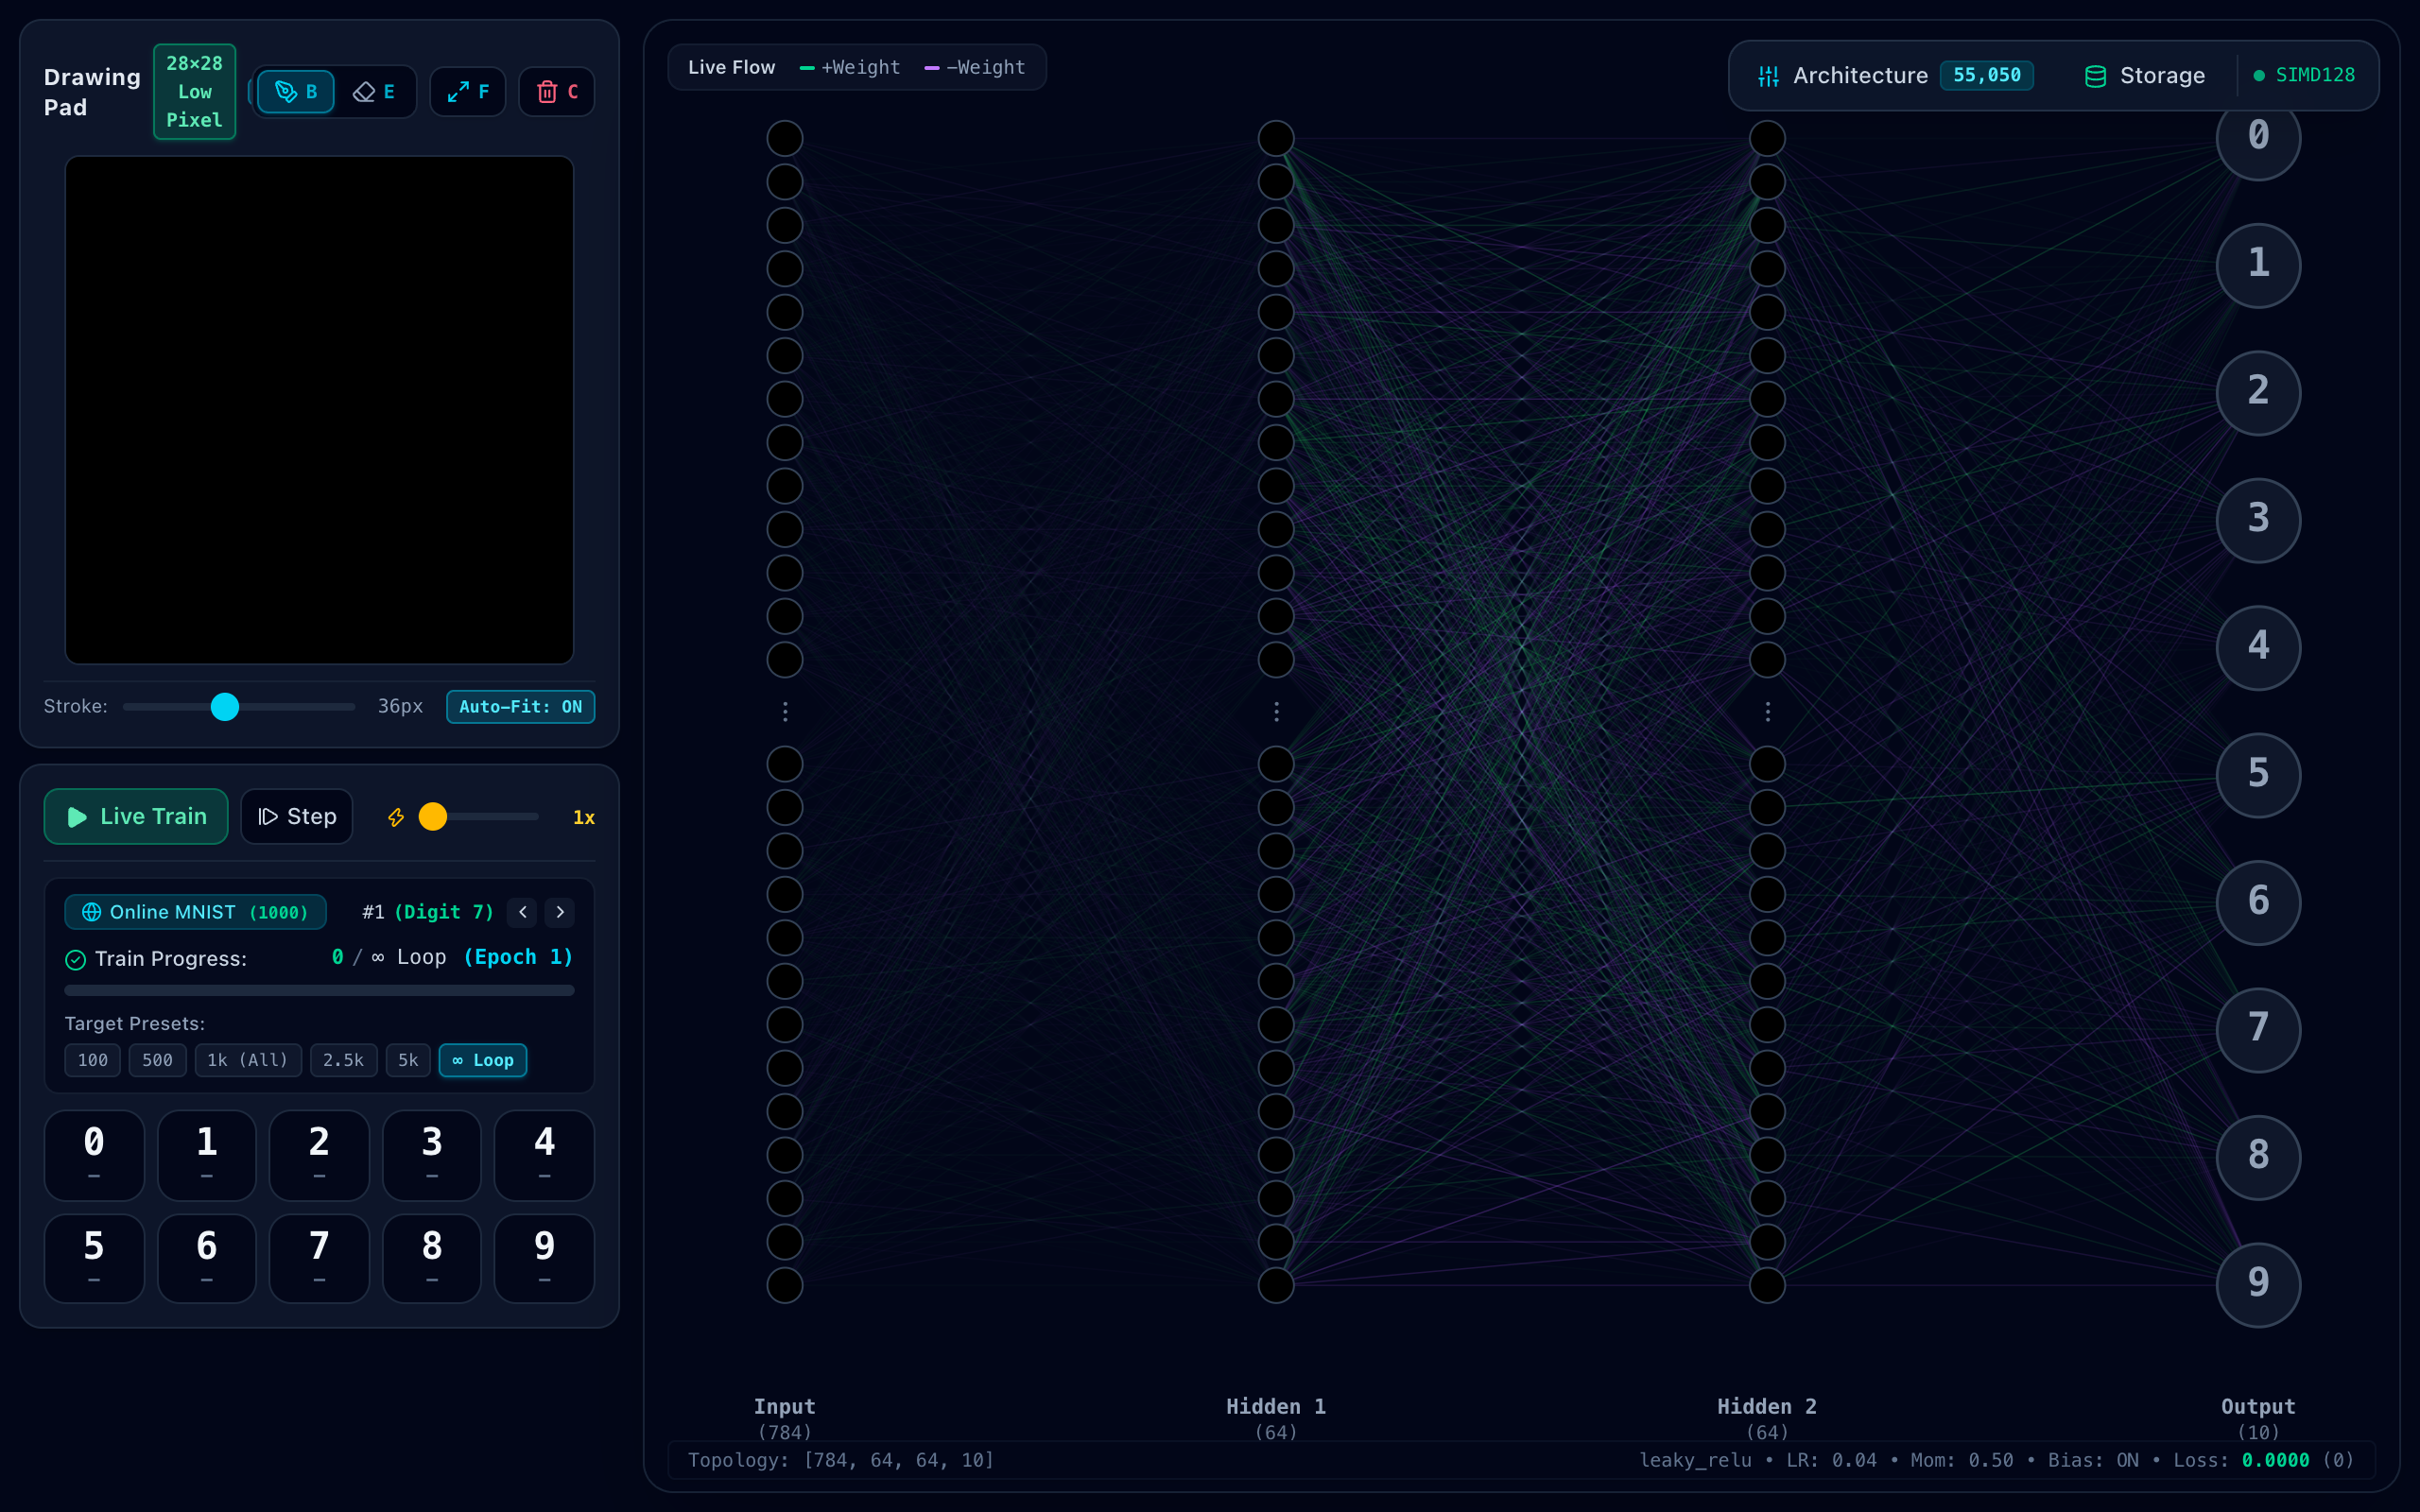 Drawing Pad
28×28 Low Pixel
B
E
F
C
Stroke:
36px
Auto-Fit: ON
Live Train
Step
1x
Online MNIST (1000)
#1 (Digit 7)
Train Progress:
0 / ∞ Loop (Epoch 1)
Target Presets:
100
500
1k (All)
2.5k
5k
∞ Loop
0
–
1
–
2
–
3
–
4
–
5
–
6
–
7
–
8
–
9
–
Live Flow
+Weight
−Weight
Architecture 55,050
Storage
SIMD128
0
1
2
3
4
5
6
7
8
9
Input
(784)
Hidden 1
(64)
Hidden 2
(64)
Output
(10)
Topology: [784, 64, 64, 10]
leaky_relu • LR: 0.04 • Mom: 0.50 • Bias: ON • Loss: 0.0000 (0)